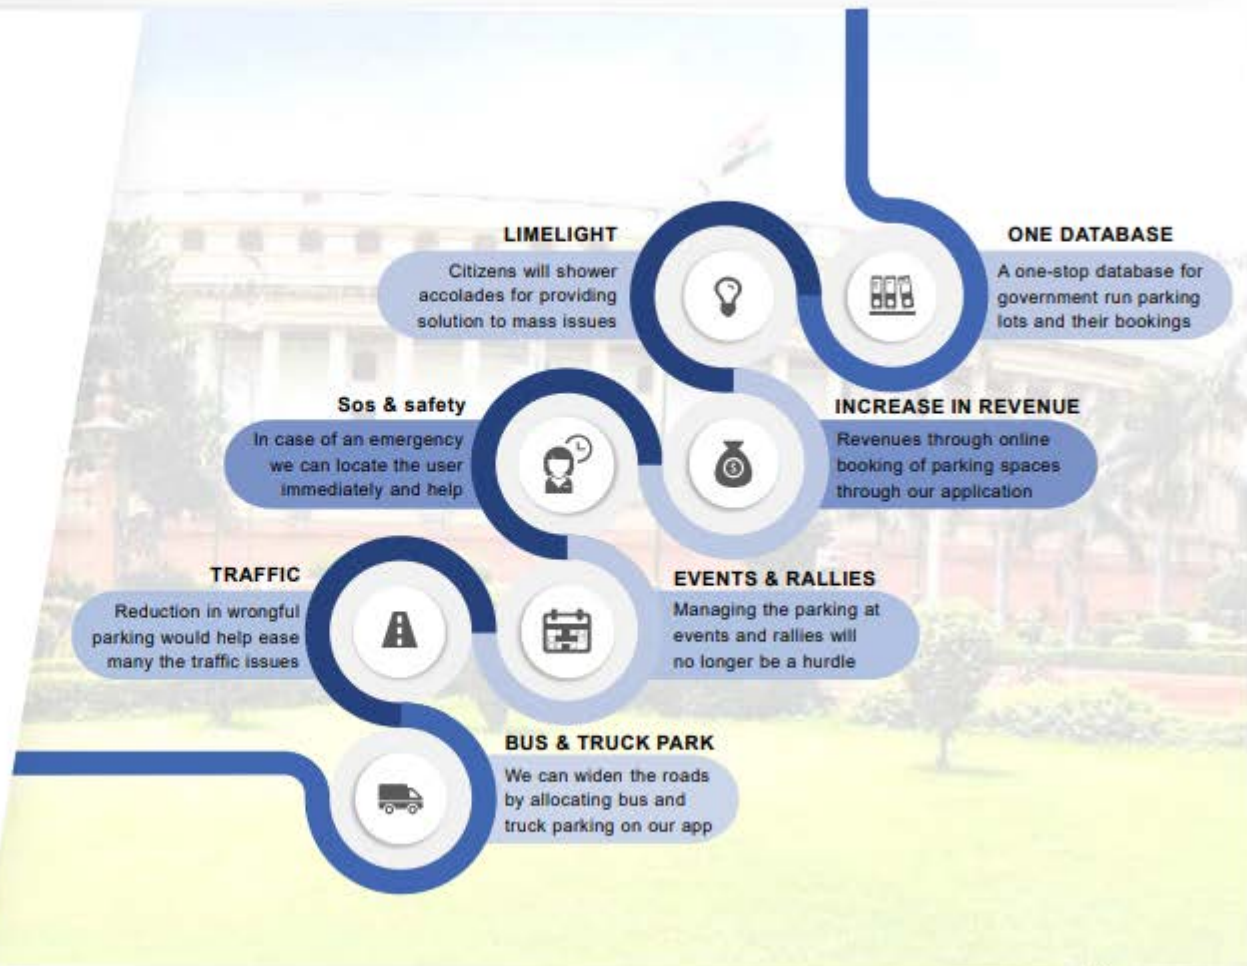 LIMELIGHT
Citizens will shower
accolades for providing
solution to mass issues
ONE DATABASE
A one-stop database for
government run parking
lots and their bookings
Sos & safety
In case of an emergency
we can locate the user
immediately and help
INCREASE IN REVENUE
Revenues through online
booking of parking spaces
through our application
TRAFFIC
Reduction in wrongful
parking would help ease
many the traffic issues
EVENTS & RALLIES
Managing the parking at
events and rallies will
no longer be a hurdle
BUS & TRUCK PARK
We can widen the roads
by allocating bus and
truck parking on our app